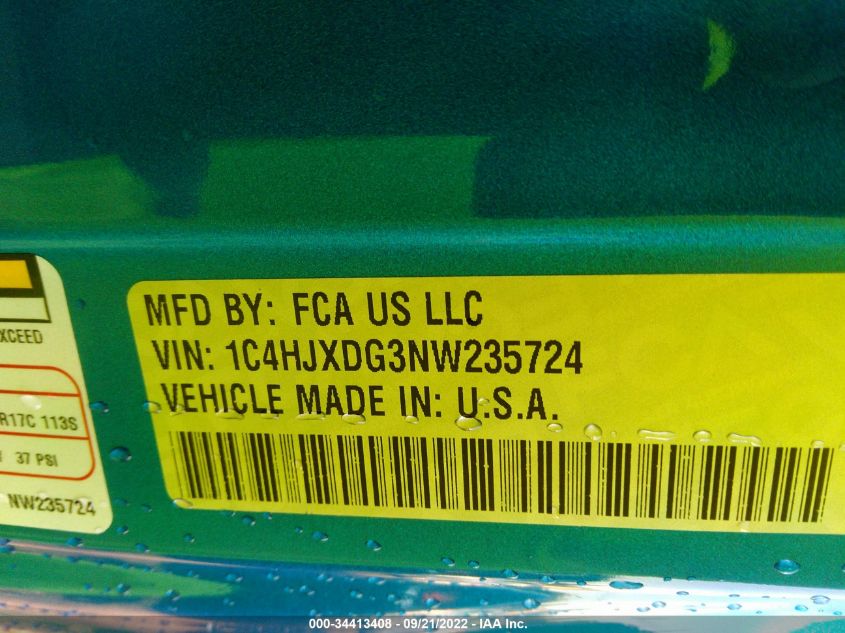 XCEED
R17C 113S
37 PSI
NW235724
MFD BY: FCA US LLC
VIN: 1C4HJXDG3NW235724
VEHICLE MADE IN: U.S.A.
000-34413408 - 09/21/2022 - IAA Inc.